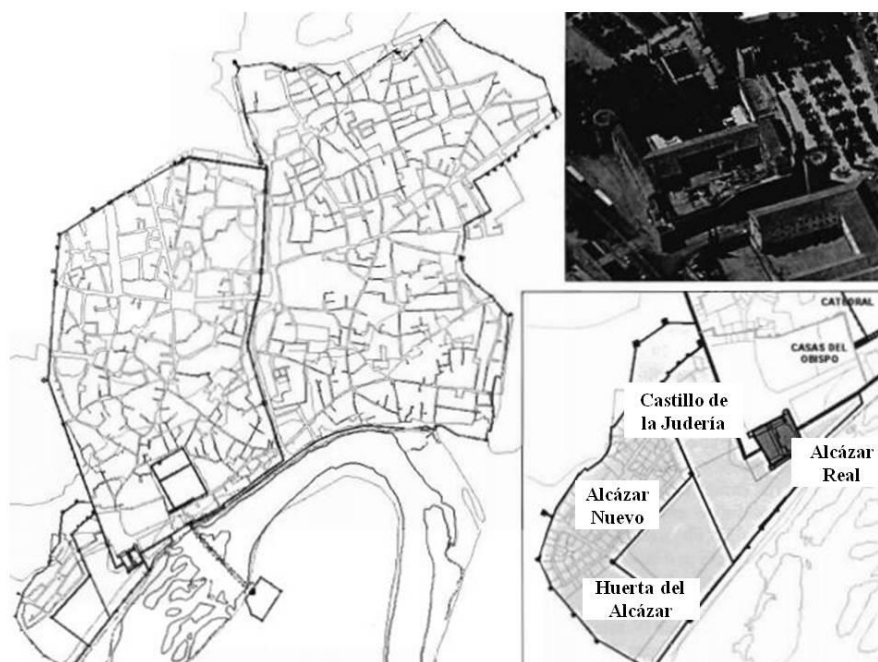 CATEDRAL
CASAS DEL
OBISPO
Castillo de
la Judería
Alcázar
Real
Alcázar
Nuevo
Huerta del
Alcázar